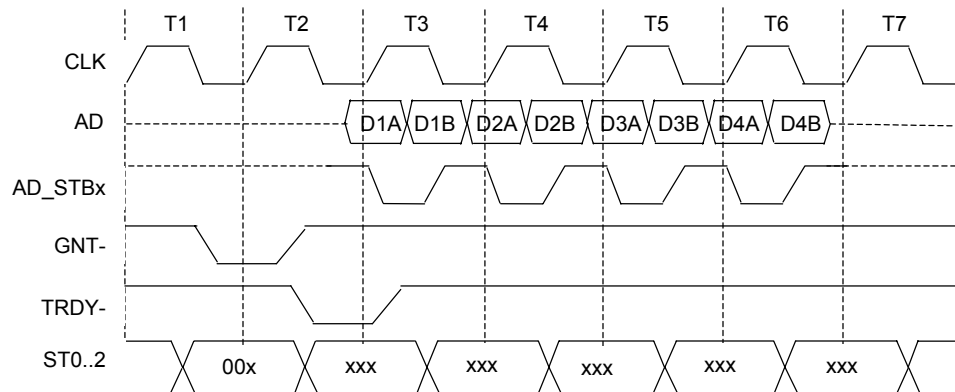 T1 T2 T3 T4 T5 T6 T7
CLK
AD D1A D1B D2A D2B D3A D3B D4A D4B
AD_STBx
GNT-
TRDY-
ST0..2 00x xxx xxx xxx xxx xxx